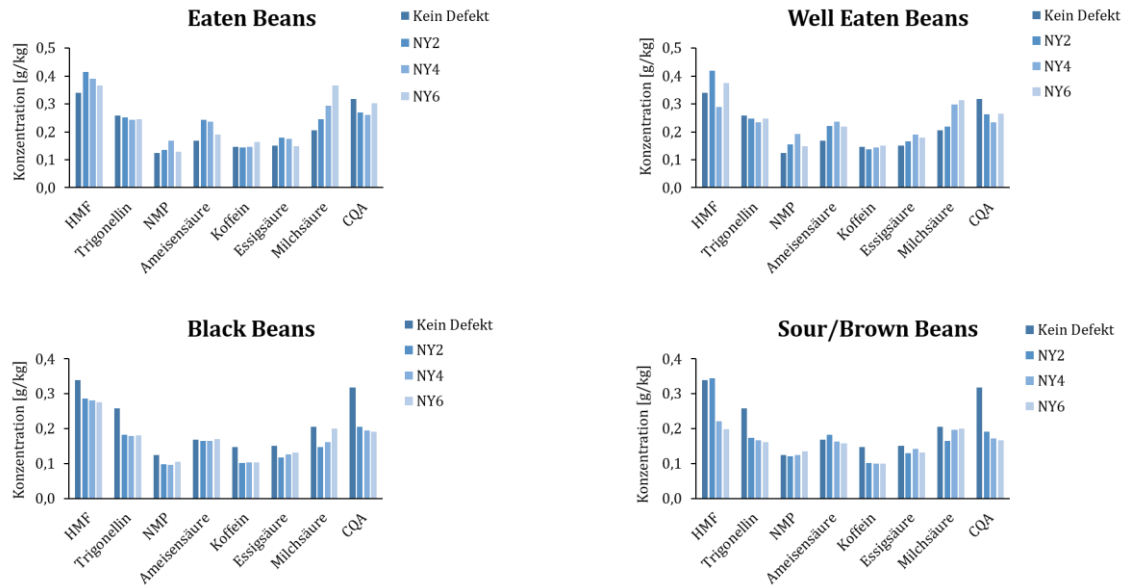 Eaten Beans
Konzentration [g/kg]
0,5
0,4
0,3
0,2
0,1
0,0
HMF
Trigonellin
NMP
Ameisensäure
Koffein
Essigsäure
Milchsäure
CQA
Kein Defekt
NY2
NY4
NY6
Well Eaten Beans
Konzentration [g/kg]
0,5
0,4
0,3
0,2
0,1
0,0
HMF
Trigonellin
NMP
Ameisensäure
Koffein
Essigsäure
Milchsäure
CQA
Kein Defekt
NY2
NY4
NY6
Black Beans
Konzentration [g/kg]
0,4
0,3
0,2
0,1
0,0
HMF
Trigonellin
NMP
Ameisensäure
Koffein
Essigsäure
Milchsäure
CQA
Kein Defekt
NY2
NY4
NY6
Sour/Brown Beans
Konzentration [g/kg]
0,4
0,3
0,2
0,1
0,0
HMF
Trigonellin
NMP
Ameisensäure
Koffein
Essigsäure
Milchsäure
CQA
Kein Defekt
NY2
NY4
NY6